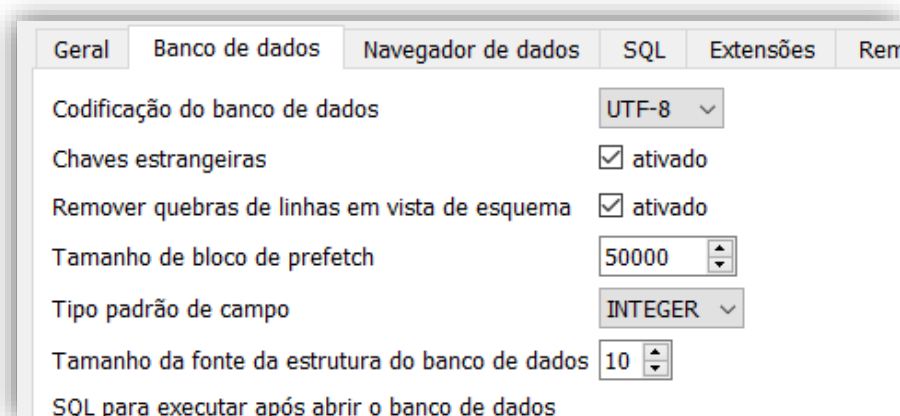 Geral Banco de dados Navegador de dados SQL Extensões Rem
Codificação do banco de dados UTF-8
Chaves estrangeiras ativado
Remover quebras de linhas em vista de esquema ativado
Tamanho de bloco de prefetch 50000
Tipo padrão de campo INTEGER
Tamanho da fonte da estrutura do banco de dados 10
SQL para executar após abrir o banco de dados